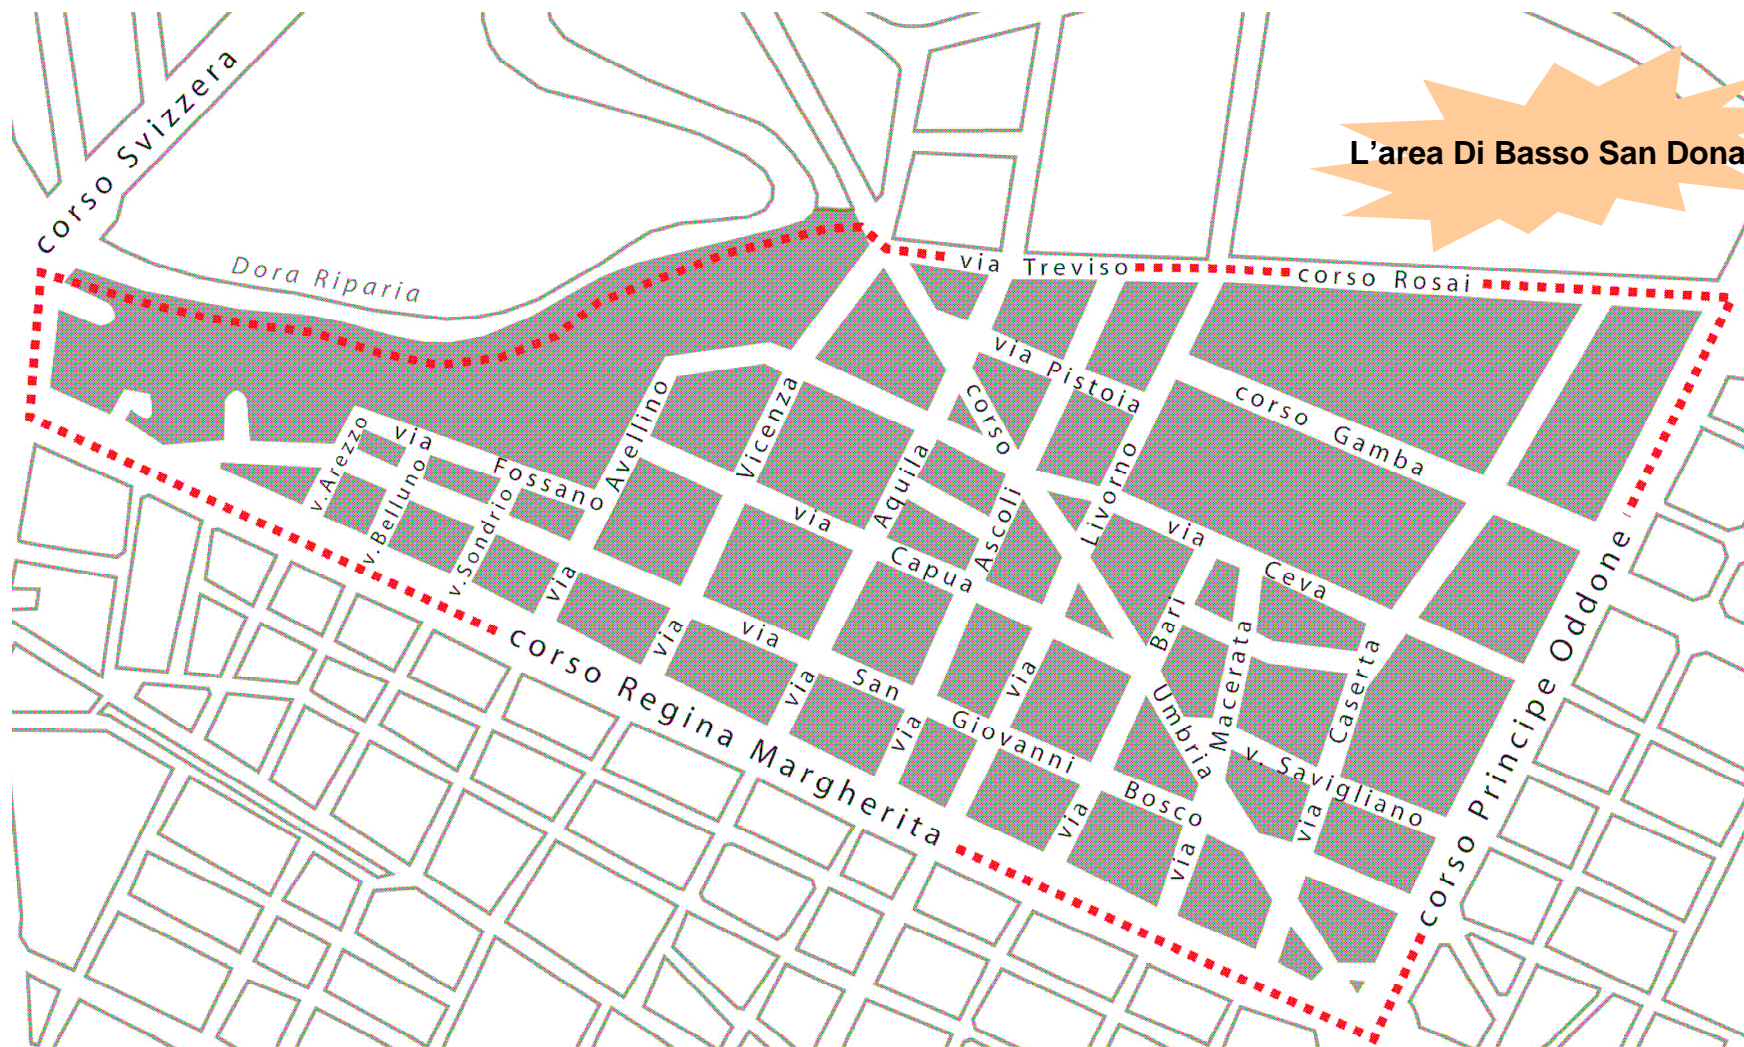 corso Svizzera
L'area Di Basso San Dona
Dora Riparia
via Treviso
corso Rosai
via Pistoia
corso Gamba
corso Umbria
via Avellino
via Vicenza
via Aquila
via Ascoli
via Livorno
v.Arezzo
v.Belluno
v.Sondrio
via Fossano
via Capua
via Ceva
via Bari
Macerata
via Caserta
via San Giovanni Bosco
v. Savigliano
corso Regina Margherita
corso Principe Oddone